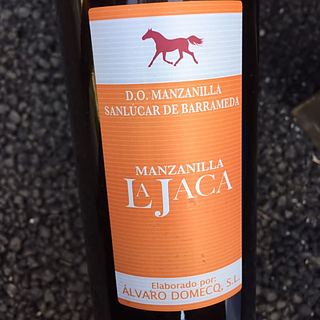 D.O. MANZANILLA
SANLÚCAR DE BARRAMEDA
MANZANILLA
LA JACA
Elaborado por:
ÁLVARO DOMECQ, S.L.